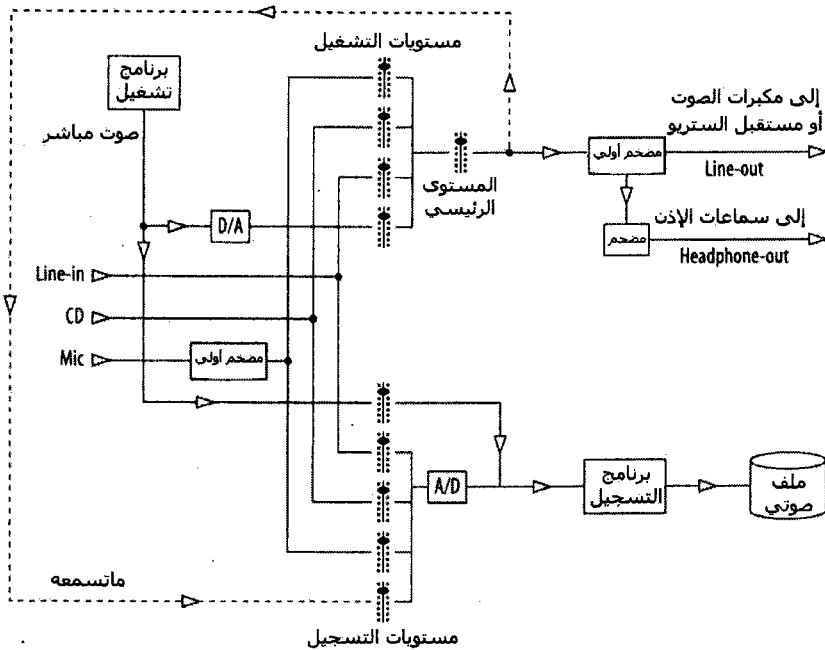 مستويات التشغيل
برنامج
تشغيل
صوت مباشر
إلى مكبرات الصوت
أو مستقبل الستريو
مضخم أولي
Line-out
المستوى
الرئيسي
D/A
إلى سماعات الإذن
مضخم
Headphone-out
Line-in
CD
Mic
مضخم أولي
A/D
برنامج
التسجيل
ملف
صوتي
ماتسمعه
مستويات التسجيل